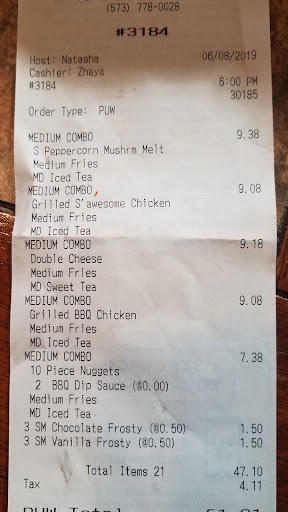 (573) 778-0028
#3184
Host: Natasha 06/08/2019
Cashier: Zhaya
#3184 6:00 PM
30185
Order Type: PUW
MEDIUM COMBO 9.38
S Peppercorn Mushrm Melt
Medium Fries
MD Iced Tea
MEDIUM COMBO 9.08
Grilled S'awesome Chicken
Medium Fries
MD Iced Tea
MEDIUM COMBO 9.18
Double Cheese
Medium Fries
MD Sweet Tea
MEDIUM COMBO 9.08
Grilled BBQ Chicken
Medium Fries
MD Iced Tea
MEDIUM COMBO 7.38
10 Piece Nuggets
2 BBQ Dip Sauce (@0.00)
Medium Fries
MD Iced Tea
3 SM Chocolate Frosty (@0.50) 1.50
3 SM Vanilla Frosty (@0.50) 1.50
Total Items 21 47.10
Tax 4.11
PUW Total 51.21